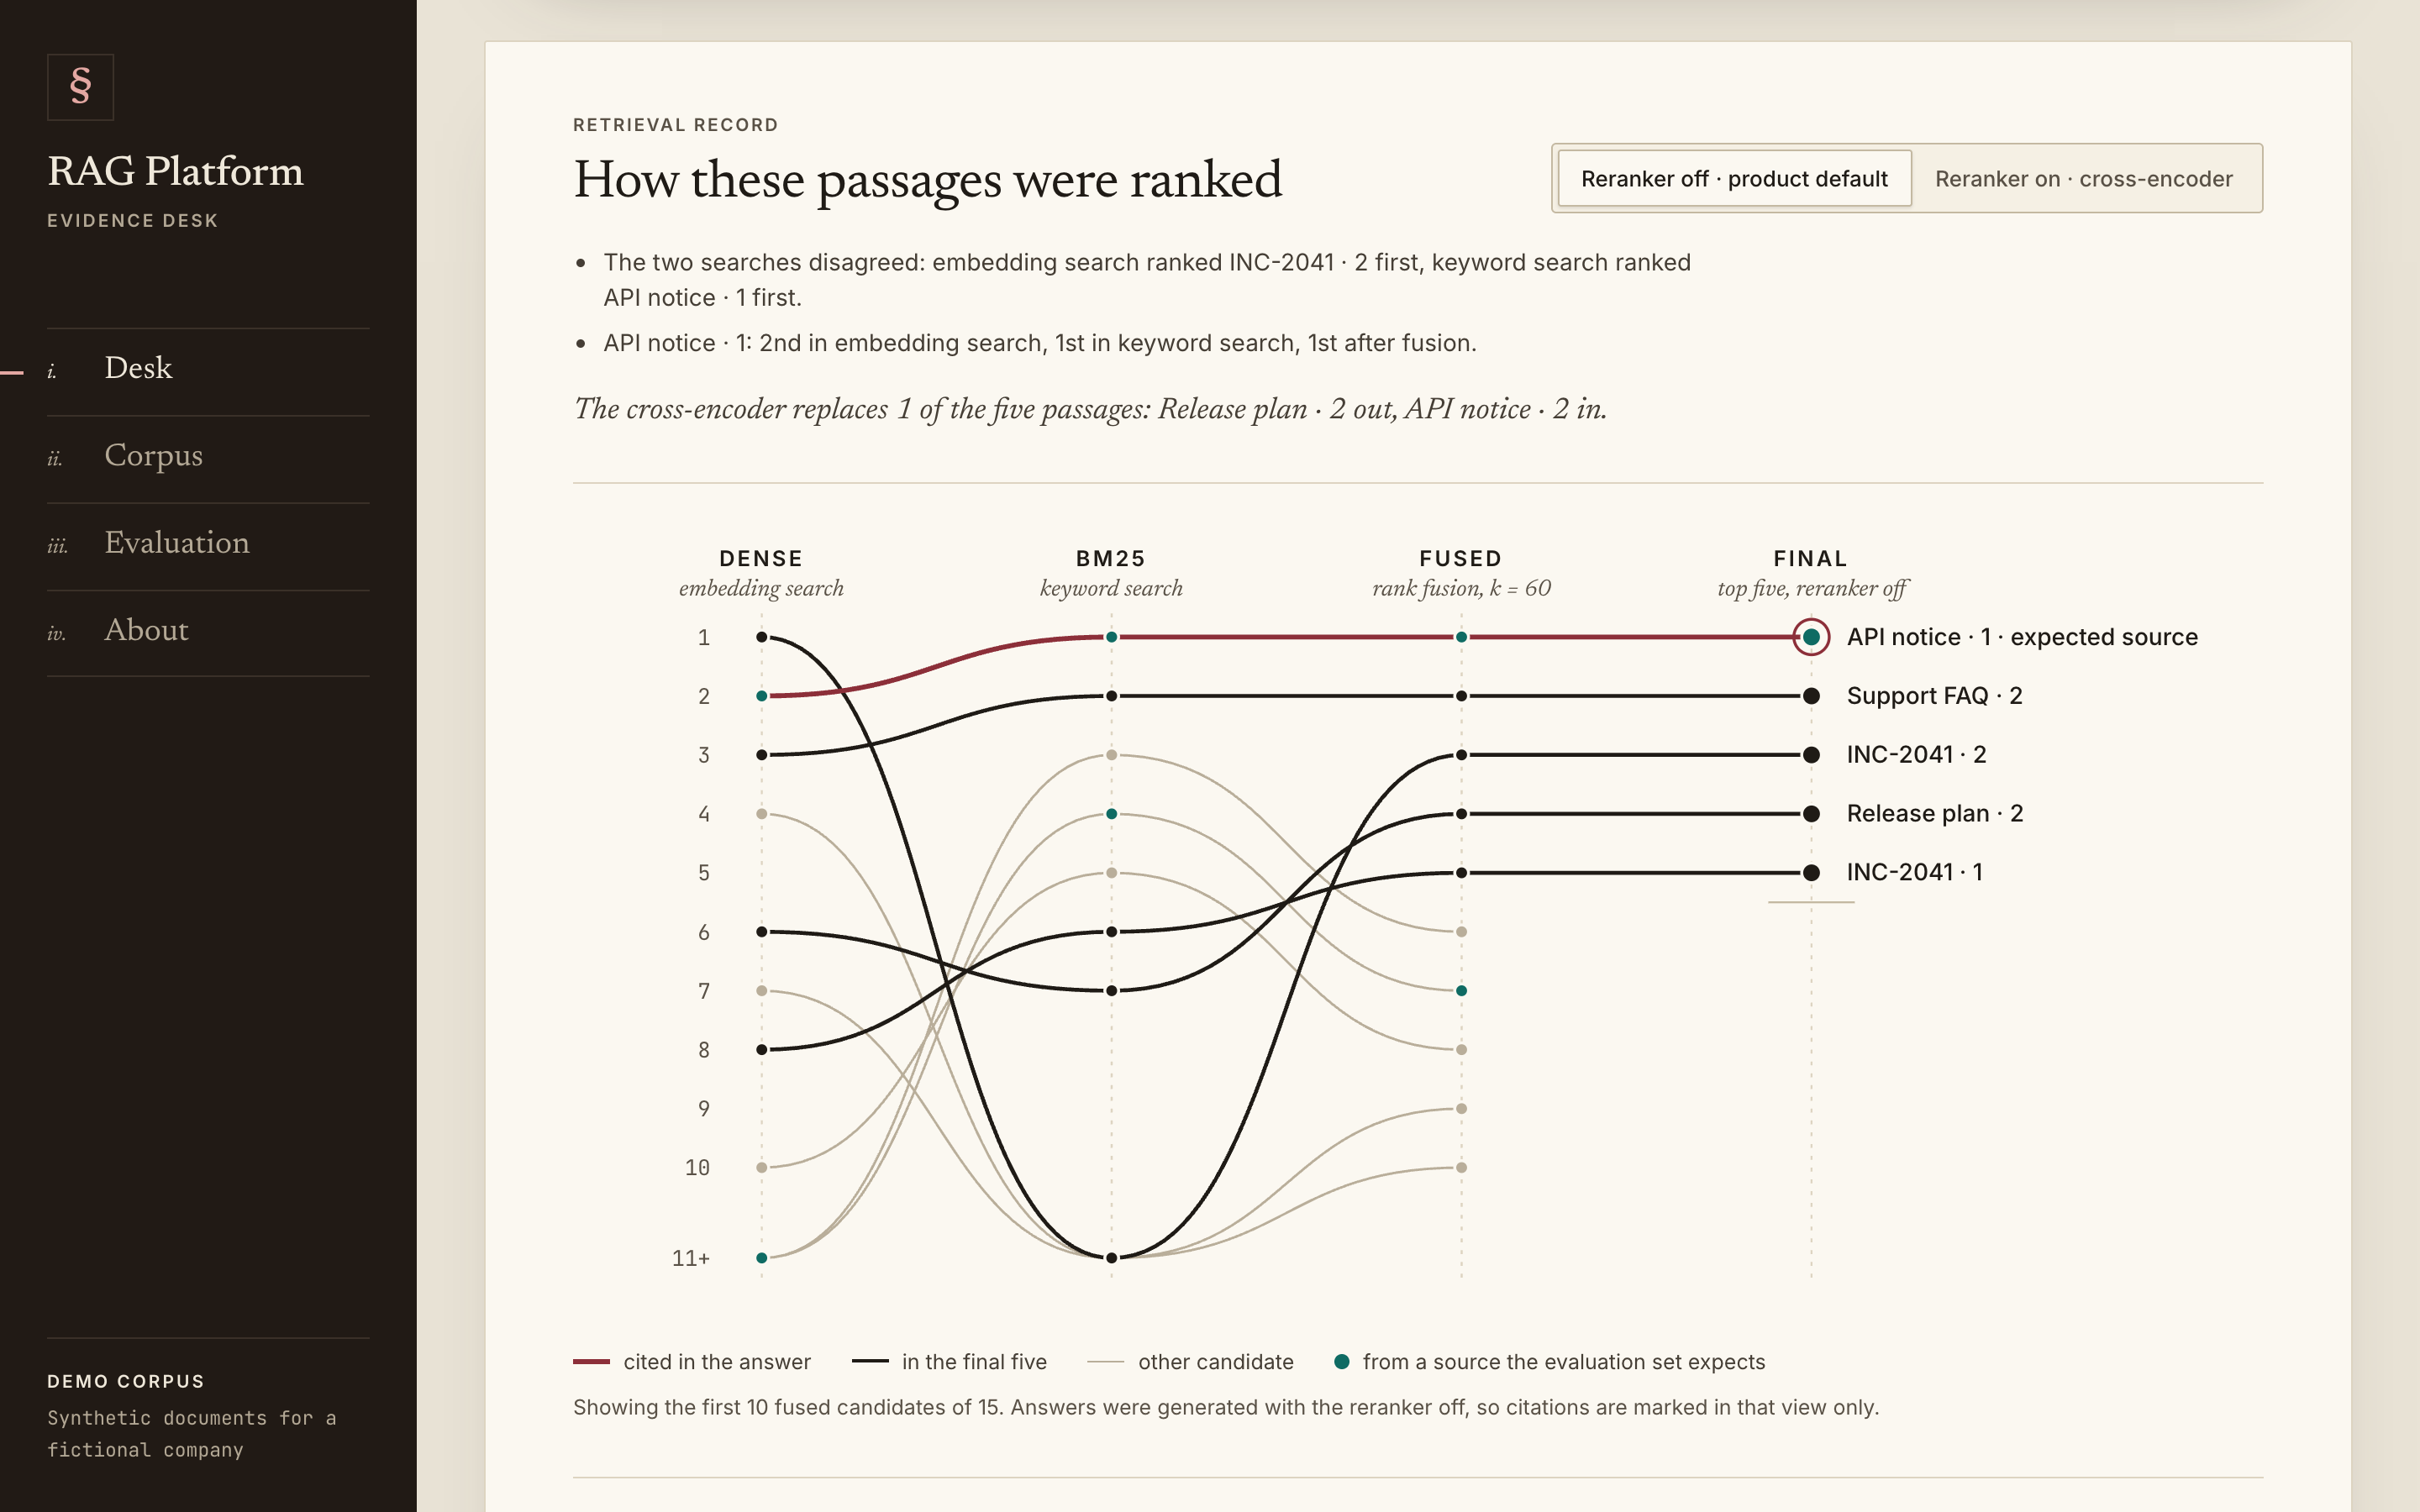 §
RAG Platform
EVIDENCE DESK
i. Desk
ii. Corpus
iii. Evaluation
iv. About
DEMO CORPUS
Synthetic documents for a
fictional company
RETRIEVAL RECORD
How these passages were ranked
Reranker off · product default
Reranker on · cross-encoder
• The two searches disagreed: embedding search ranked INC-2041 · 2 first, keyword search ranked
API notice · 1 first.
• API notice · 1: 2nd in embedding search, 1st in keyword search, 1st after fusion.
The cross-encoder replaces 1 of the five passages: Release plan · 2 out, API notice · 2 in.
DENSE
embedding search
BM25
keyword search
FUSED
rank fusion, k = 60
FINAL
top five, reranker off
1
2
3
4
5
6
7
8
9
10
11+
API notice · 1 · expected source
Support FAQ · 2
INC-2041 · 2
Release plan · 2
INC-2041 · 1
cited in the answer
in the final five
other candidate
from a source the evaluation set expects
Showing the first 10 fused candidates of 15. Answers were generated with the reranker off, so citations are marked in that view only.